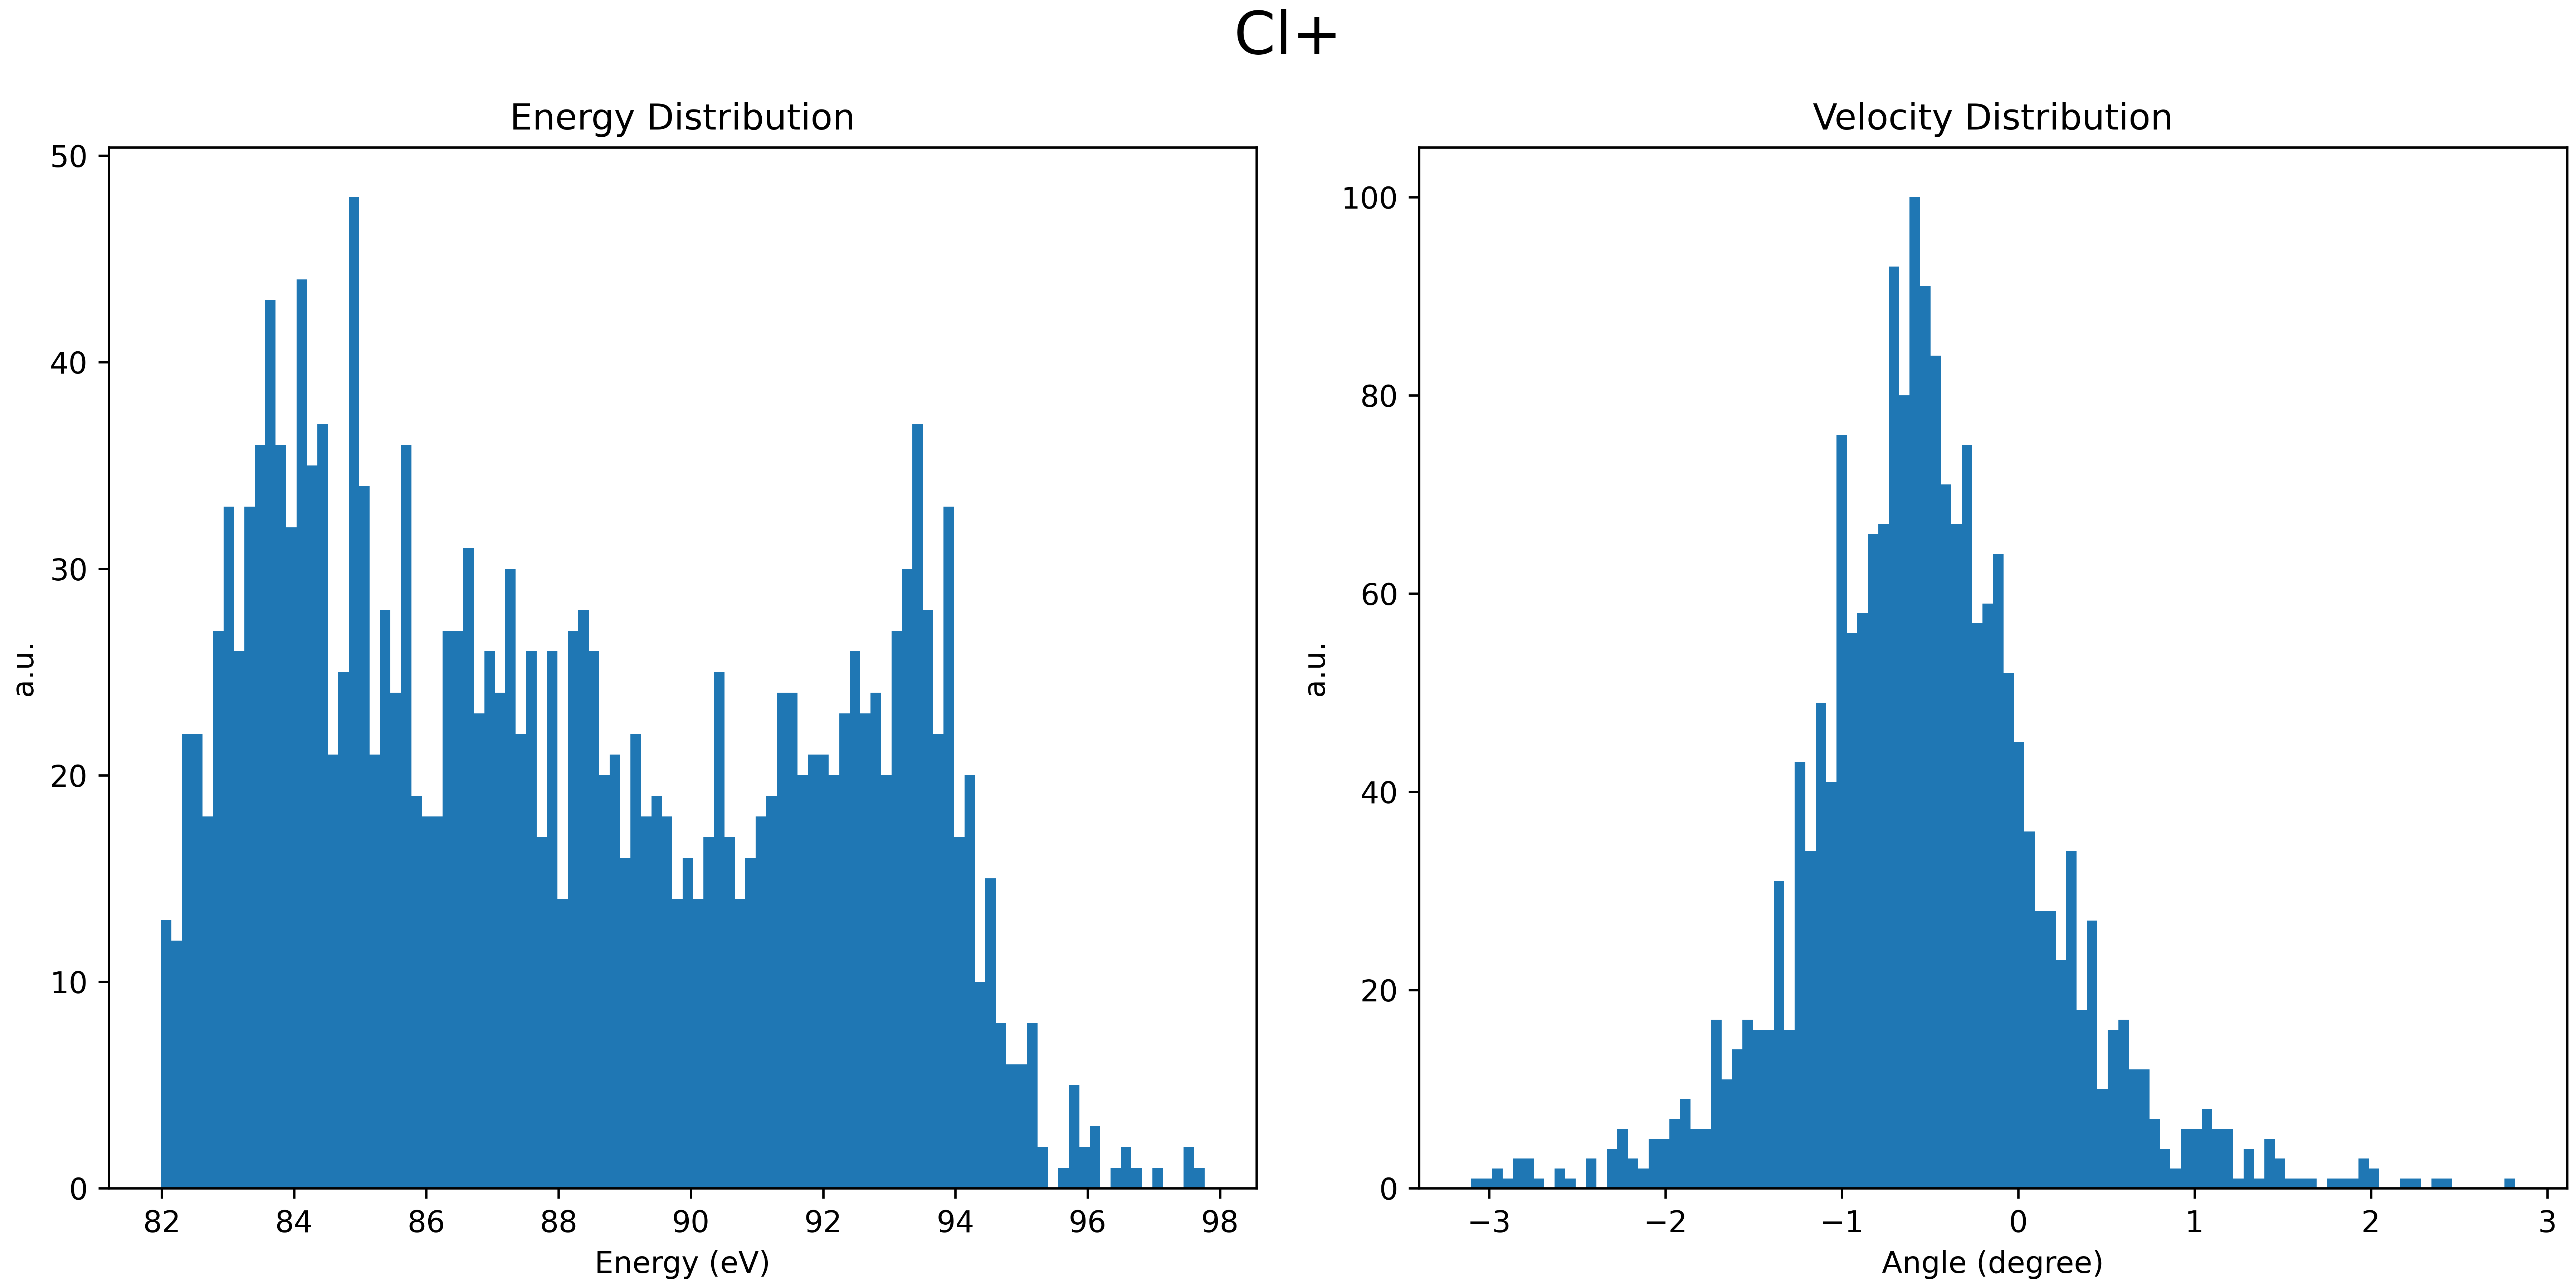 Cl+
Energy Distribution
50
40
30
20
10
0
a.u.
82 84 86 88 90 92 94 96 98
Energy (eV)
Velocity Distribution
100
80
60
40
20
0
a.u.
−3 −2 −1 0 1 2 3
Angle (degree)